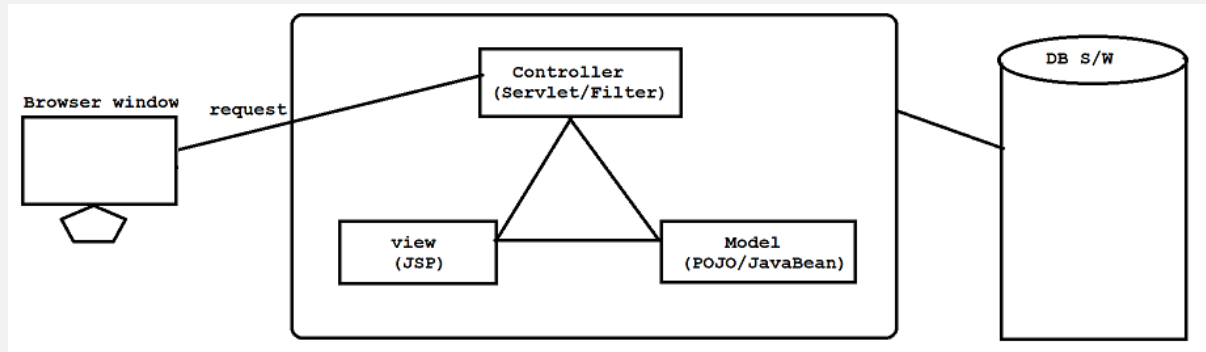 Browser window
request
Controller
(Servlet/Filter)
view
(JSP)
Model
(POJO/JavaBean)
DB S/W